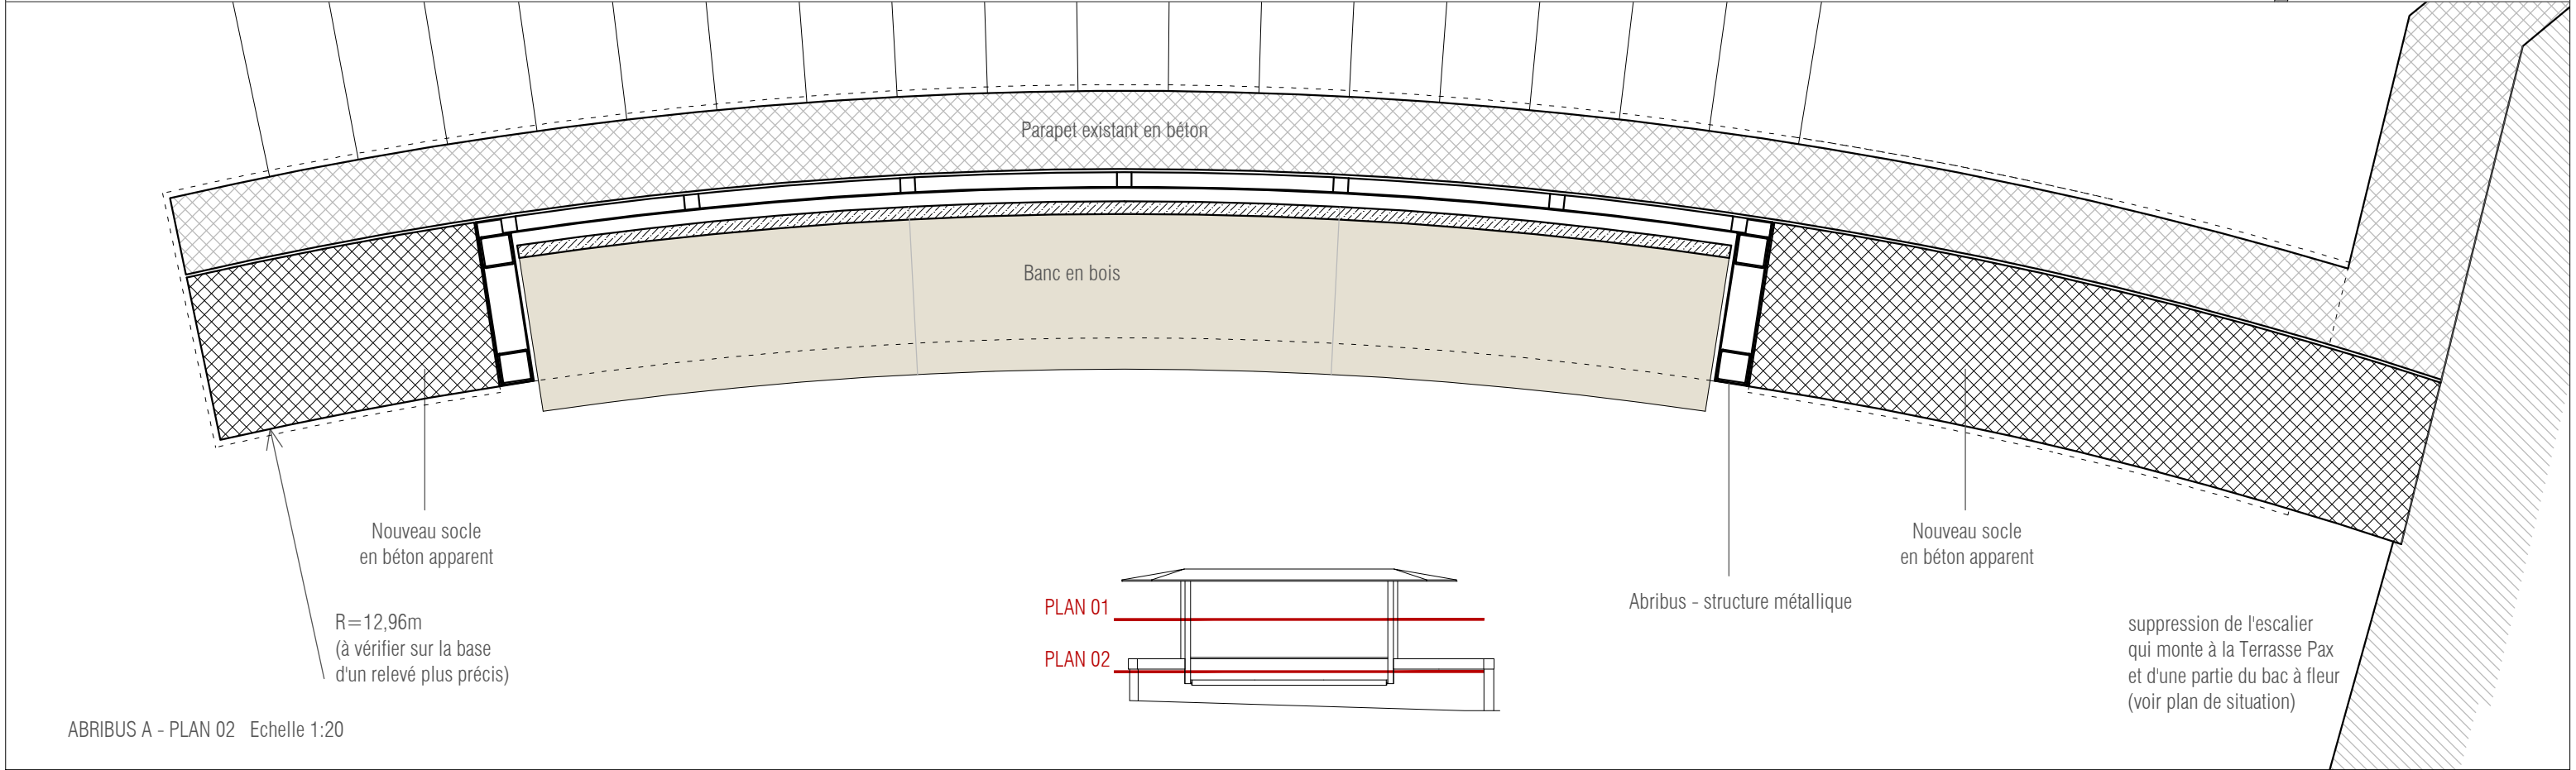 Parapet existant en béton
Banc en bois
Nouveau socle
en béton apparent
Nouveau socle
en béton apparent
Abribus - structure métallique
R=12,96m
(à vérifier sur la base
d'un relevé plus précis)
PLAN 01
PLAN 02
suppression de l'escalier
qui monte à la Terrasse Pax
et d'une partie du bac à fleur
(voir plan de situation)
ABRIBUS A - PLAN 02 Echelle 1:20